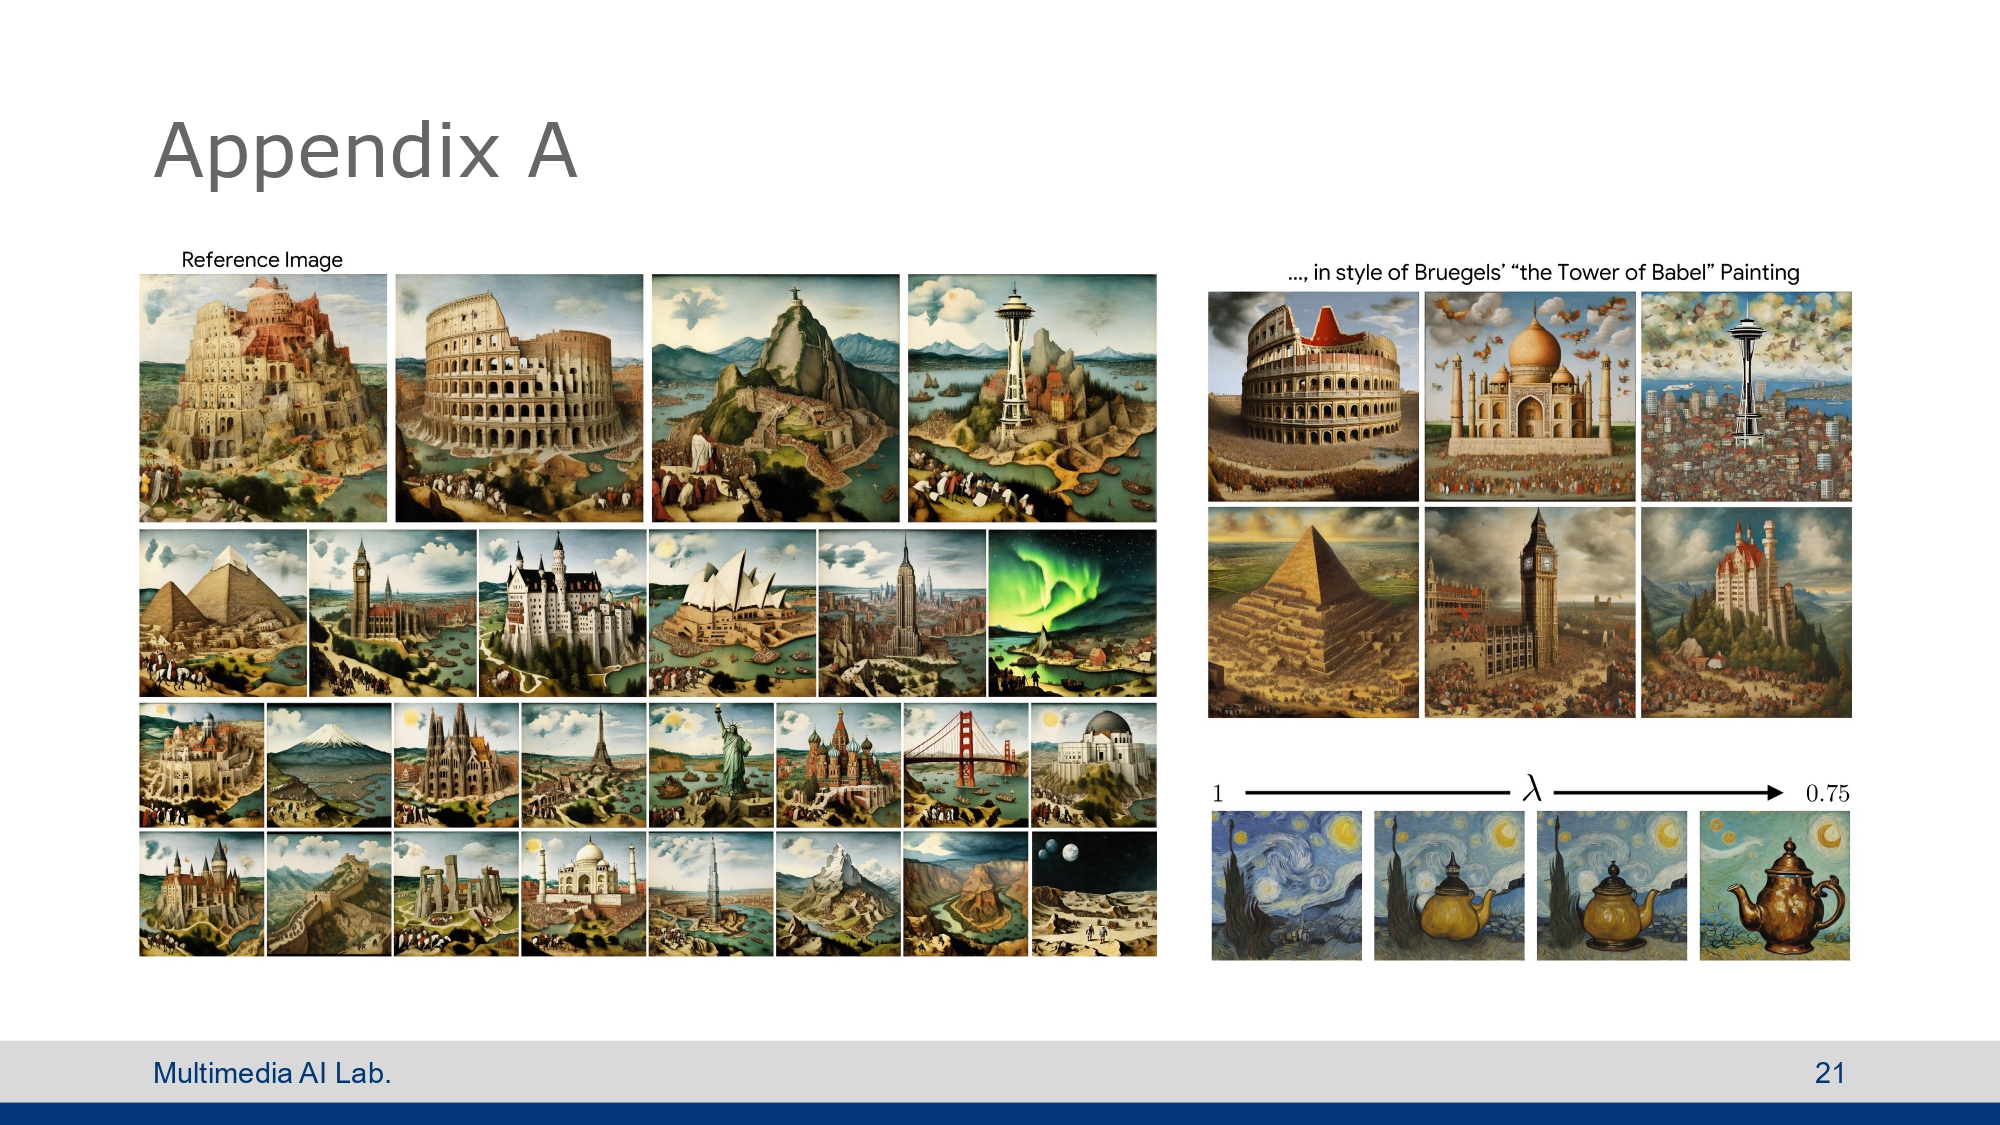 Appendix A
Reference Image
..., in style of Bruegels’ “the Tower of Babel” Painting
1 λ 0.75
Multimedia AI Lab.
21